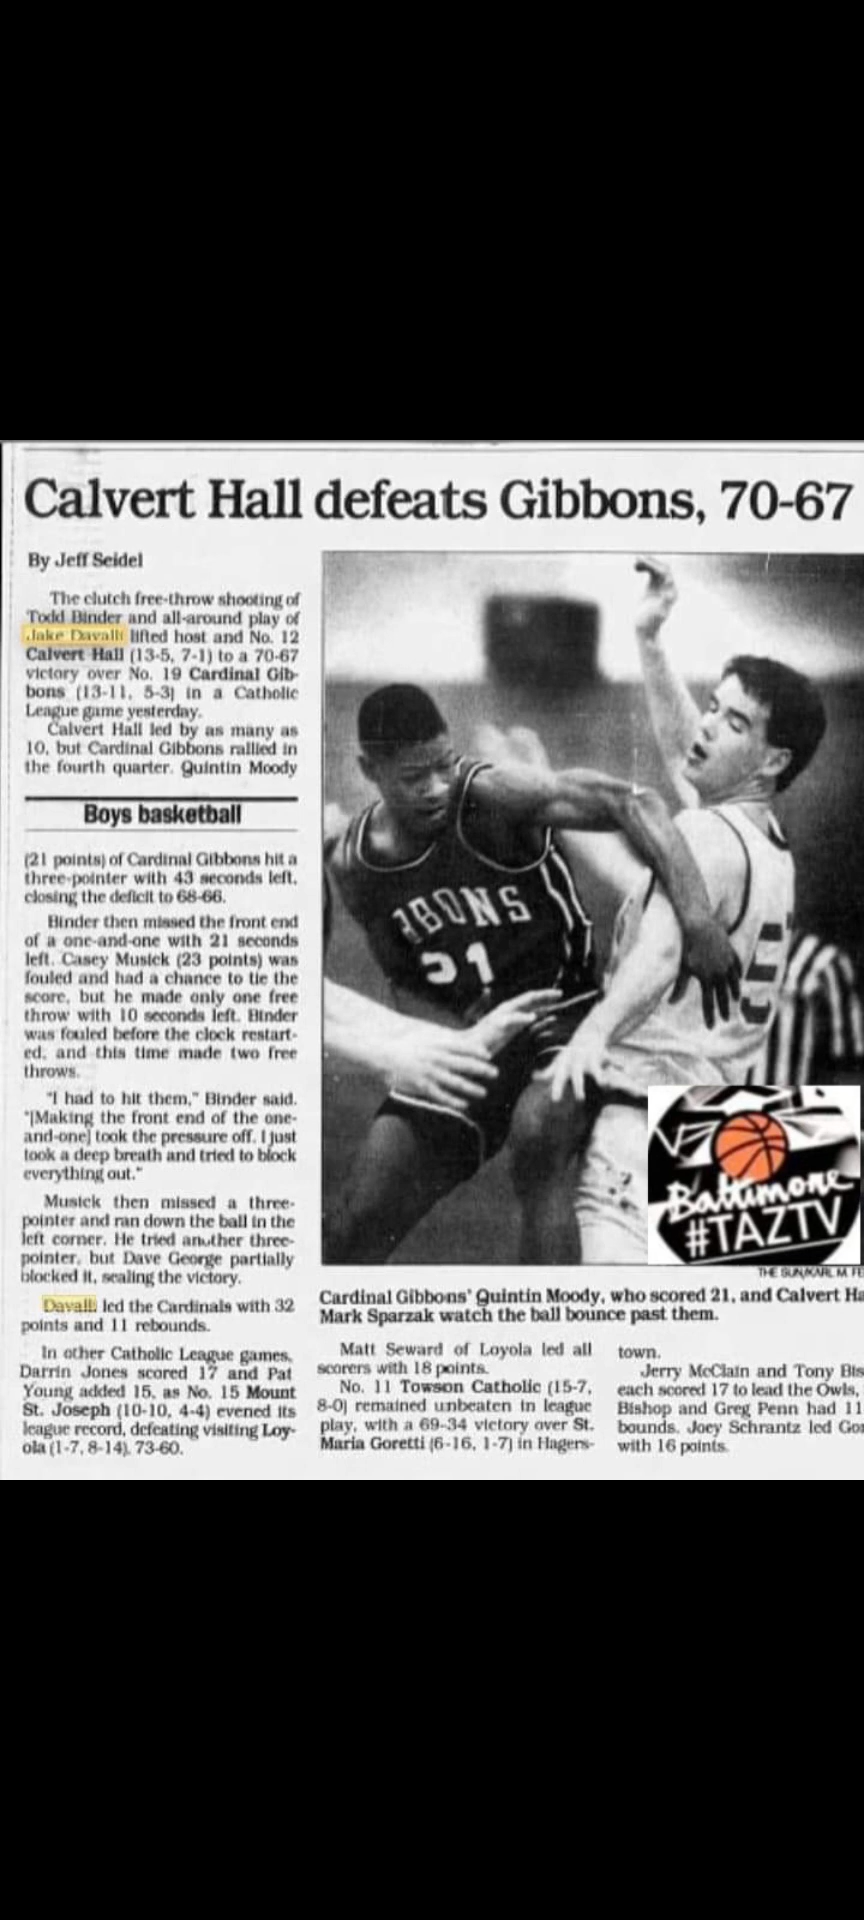 Calvert Hall defeats Gibbons, 70-67
By Jeff Seidel
The clutch free-throw shooting of
Todd Binder and all-around play of
Jake Davalli lifted host and No. 12
Calvert Hall (13-5, 7-1) to a 70-67
victory over No. 19 Cardinal Gib-
bons (13-11, 5-3) in a Catholic
League game yesterday.
Calvert Hall led by as many as
10, but Cardinal Gibbons rallied in
the fourth quarter. Quintin Moody
Boys basketball
(21 points) of Cardinal Gibbons hit a
three-pointer with 43 seconds left,
closing the deficit to 68-66.
Binder then missed the front end
of a one-and-one with 21 seconds
left. Casey Musick (23 points) was
fouled and had a chance to tie the
score, but he made only one free
throw with 10 seconds left. Binder
was fouled before the clock restart-
ed, and this time made two free
throws.
"I had to hit them," Binder said.
"[Making the front end of the one-
and-one] took the pressure off. I just
took a deep breath and tried to block
everything out."
Musick then missed a three-
pointer and ran down the ball in the
left corner. He tried another three-
pointer, but Dave George partially
blocked it, sealing the victory.
Davalli led the Cardinals with 32
points and 11 rebounds.
In other Catholic League games,
Darrin Jones scored 17 and Pat
Young added 15, as No. 15 Mount
St. Joseph (10-10, 4-4) evened its
league record, defeating visiting Loy-
ola (1-7, 8-14), 73-60.
BONS
Baltimore
#TAZTV
THE SUN/KARL M. FE
Cardinal Gibbons' Quintin Moody, who scored 21, and Calvert Ha
Mark Sparzak watch the ball bounce past them.
Matt Seward of Loyola led all
scorers with 18 points.
No. 11 Towson Catholic (15-7,
8-0) remained unbeaten in league
play, with a 69-34 victory over St.
Maria Goretti (6-16, 1-7) in Hagers-
town.
Jerry McClain and Tony Bis
each scored 17 to lead the Owls,
Bishop and Greg Penn had 11
bounds. Joey Schrantz led Gor
with 16 points.